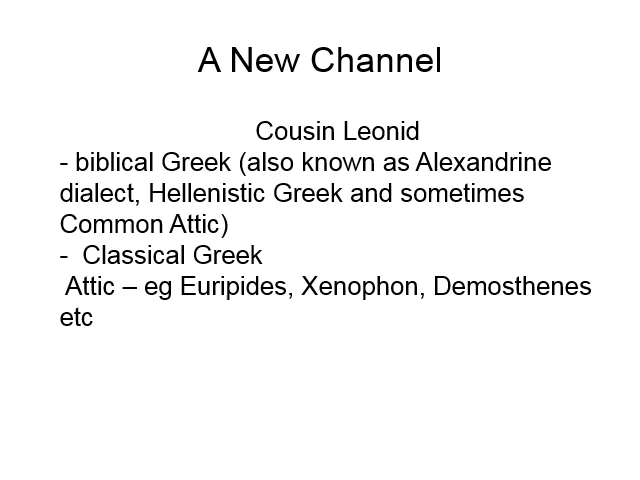 A New Channel
Cousin Leonid
- biblical Greek (also known as Alexandrine
dialect, Hellenistic Greek and sometimes
Common Attic)
-  Classical Greek
Attic – eg Euripides, Xenophon, Demosthenes
etc